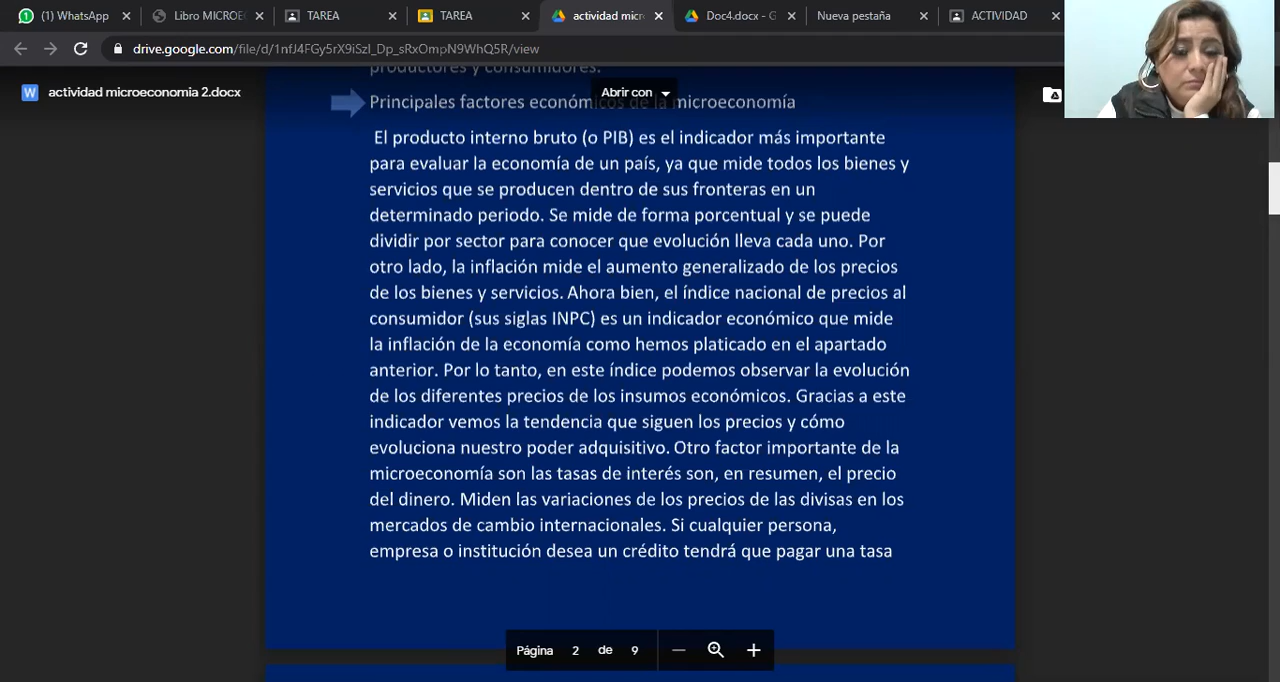 (1) WhatsApp
Libro MICROE
TAREA
TAREA
actividad micr
Doc4.docx - G
Nueva pestaña
ACTIVIDAD
drive.google.com/file/d/1nfJ4FGy5rX9iSzl_Dp_sRxOmpN9WhQ5R/view
productores y consumidores.
actividad microeconomia 2.docx
Abrir con
Principales factores económicos de la microeconomía
El producto interno bruto (o PIB) es el indicador más importante
para evaluar la economía de un país, ya que mide todos los bienes y
servicios que se producen dentro de sus fronteras en un
determinado periodo. Se mide de forma porcentual y se puede
dividir por sector para conocer que evolución lleva cada uno. Por
otro lado, la inflación mide el aumento generalizado de los precios
de los bienes y servicios. Ahora bien, el índice nacional de precios al
consumidor (sus siglas INPC) es un indicador económico que mide
la inflación de la economía como hemos platicado en el apartado
anterior. Por lo tanto, en este índice podemos observar la evolución
de los diferentes precios de los insumos económicos. Gracias a este
indicador vemos la tendencia que siguen los precios y cómo
evoluciona nuestro poder adquisitivo. Otro factor importante de la
microeconomía son las tasas de interés son, en resumen, el precio
del dinero. Miden las variaciones de los precios de las divisas en los
mercados de cambio internacionales. Si cualquier persona,
empresa o institución desea un crédito tendrá que pagar una tasa
Página 2 de 9